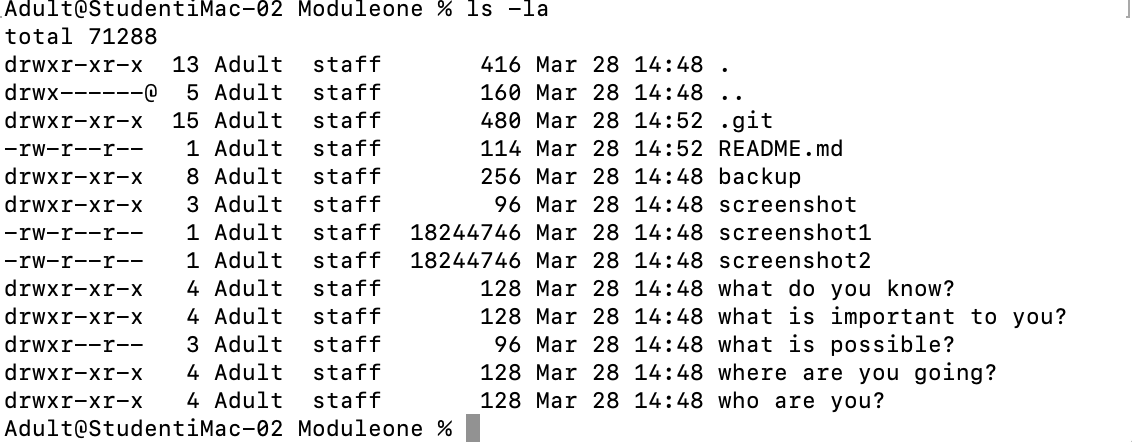 Adult@StudentiMac-02 Moduleone % ls -la
total 71288
drwxr-xr-x  13 Adult  staff       416 Mar 28 14:48 .
drwx------@  5 Adult  staff       160 Mar 28 14:48 ..
drwxr-xr-x  15 Adult  staff       480 Mar 28 14:52 .git
-rw-r--r--   1 Adult  staff       114 Mar 28 14:52 README.md
drwxr-xr-x   8 Adult  staff       256 Mar 28 14:48 backup
drwxr-xr-x   3 Adult  staff        96 Mar 28 14:48 screenshot
-rw-r--r--   1 Adult  staff  18244746 Mar 28 14:48 screenshot1
-rw-r--r--   1 Adult  staff  18244746 Mar 28 14:48 screenshot2
drwxr-xr-x   4 Adult  staff       128 Mar 28 14:48 what do you know?
drwxr-xr-x   4 Adult  staff       128 Mar 28 14:48 what is important to you?
drwxr--r--   3 Adult  staff        96 Mar 28 14:48 what is possible?
drwxr-xr-x   4 Adult  staff       128 Mar 28 14:48 where are you going?
drwxr-xr-x   4 Adult  staff       128 Mar 28 14:48 who are you?
Adult@StudentiMac-02 Moduleone %